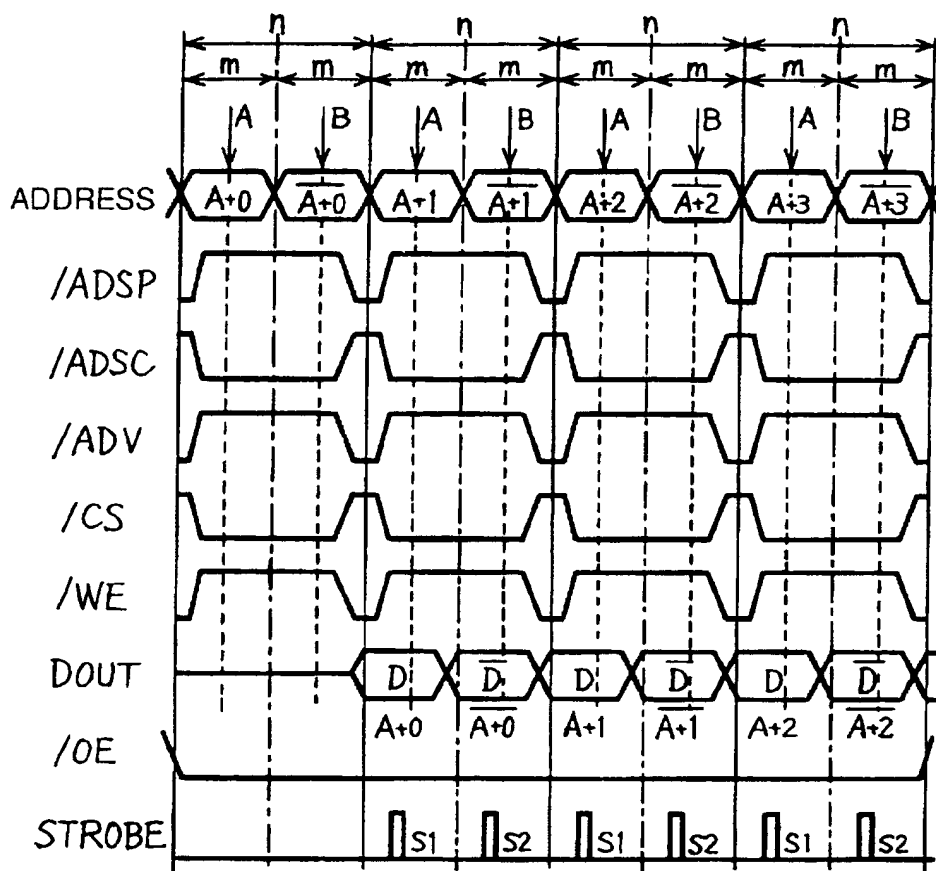 n n n n
m m m m m m m m
A B A B A B A B
ADDRESS A+0 A̅+̅0̅ A+1 A̅+̅1̅ A+2 A̅+̅2̅ A+3 A̅+̅3̅
/ADSP
/ADSC
/ADV
/CS
/WE
DOUT D D̅ D D̅ D D̅
A+0 A̅+̅0̅ A+1 A̅+̅1̅ A+2 A̅+̅2̅
/OE
STROBE S1 S2 S1 S2 S1 S2